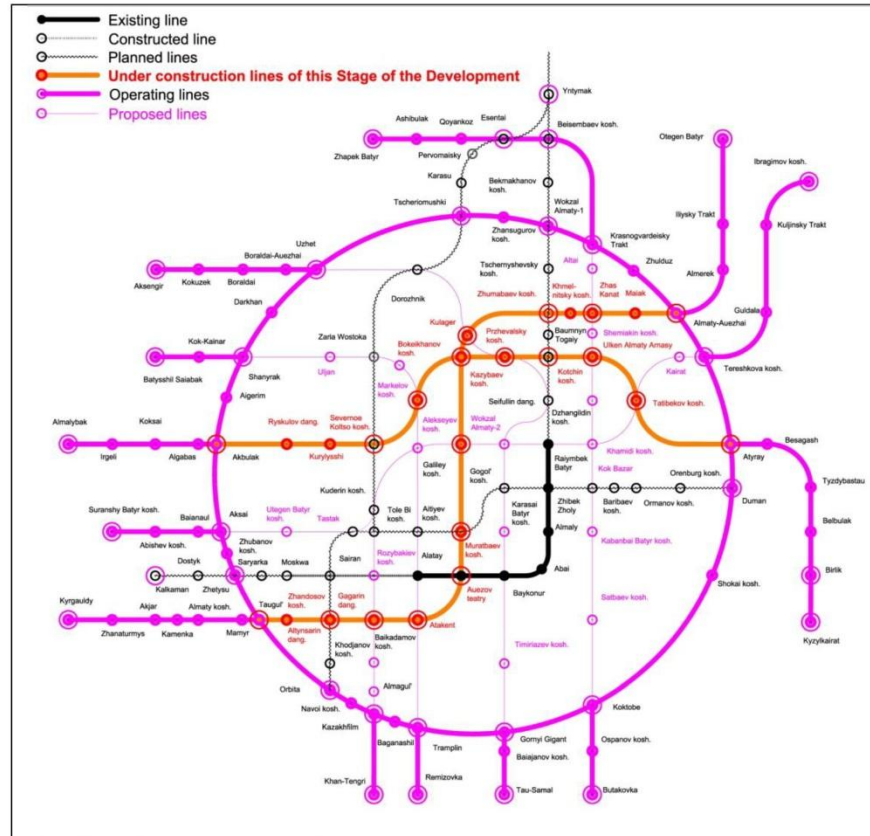 Existing line
Constructed line
Planned lines
Under construction lines of this Stage of the Development
Operating lines
Proposed lines
Yntymak
Ashibulak
Qoyankoz
Esentai
Beisembaev kosh.
Zhapek Batyr
Pervomaisky
Otegen Batyr
Ibragimov kosh.
Karasu
Bekmakhanov
kosh.
Tscheriomushki
Zhansugurov
kosh.
Wokzal
Almaty-1
Krasnogvardeisky
Trakt
Iliysky Trakt
Kuljinsky Trakt
Uzhet
Boraldai-Auezhai
Boraldai
Kokuzek
Aksengir
Tschernyshevsky
kosh.
Altai
Zhulduz
Almerek
Darkhan
Dorozhnik
Zhumabaev kosh.
Khmel-
nitsky kosh.
Zhas
Kanat
Maiak
Almaty-Auezhai
Guldala
Kulager
Przhevalsky
kosh.
Baumnyn
Togaiy
Shemiakin kosh.
Ulken Almaty Arnasy
Kok-Kainar
Zarla Wostoka
Bokeikhanov
kosh.
Batysshil Saiabak
Shanyrak
Uljan
Markelov
kosh.
Kazybaev
kosh.
Kotchin
kosh.
Kairat
Tereshkova kosh.
Aigerim
Seifullin dang.
Tatibekov kosh.
Almalybak
Koksai
Ryskulov dang.
Severnoe
Koltso kosh.
Alekseyev
kosh.
Wokzal
Almaty-2
Dzhangildin kosh.
Irgeli
Algabas
Akbulak
Kurylysshi
Gaililey
kosh.
Raiymbek
Batyr
Khamidi kosh.
Atyray
Besagash
Gogol'
kosh.
Kok Bazar
Orenburg kosh.
Kuderin kosh.
Suranshy Batyr kosh.
Aksai
Ulegen Batyr
kosh.
Tastak
Tole Bi
kosh.
Aitiyev
kosh.
Karasai
Batyr
kosh.
Zhibek
Zholy
Baribaev
kosh.
Ormanov kosh.
Duman
Tyzdybastau
Baianaul
Abishev kosh.
Zhubanov
kosh.
Muratbaev
kosh.
Almaly
Kabanbai Batyr kosh.
Belbulak
Dostyk
Saryarka
Moskwa
Sairan
Rozybakiev
kosh.
Alatay
Abai
Kalkaman
Zhetysu
Auezov
teatry
Baykonur
Shokai kosh.
Birlik
Kyrgauldy
Akjar
Almaty kosh.
Taugul'
Zhandosov
kosh.
Gagarin
dang.
Satbaev kosh.
Zhanaturmys
Kamenka
Mamyr
Altynsarin
dang.
Khodjanov
kosh.
Baikadamov
kosh.
Atakent
Timiriazev kosh.
Kyzylkairat
Orbita
Almagul'
Navoi kosh.
Kazakhfilm
Baganashil
Tramplin
Gornyi Gigant
Koktobe
Baiajanov
kosh.
Ospanov kosh.
Khan-Tengri
Remizovka
Tau-Samal
Butakovka